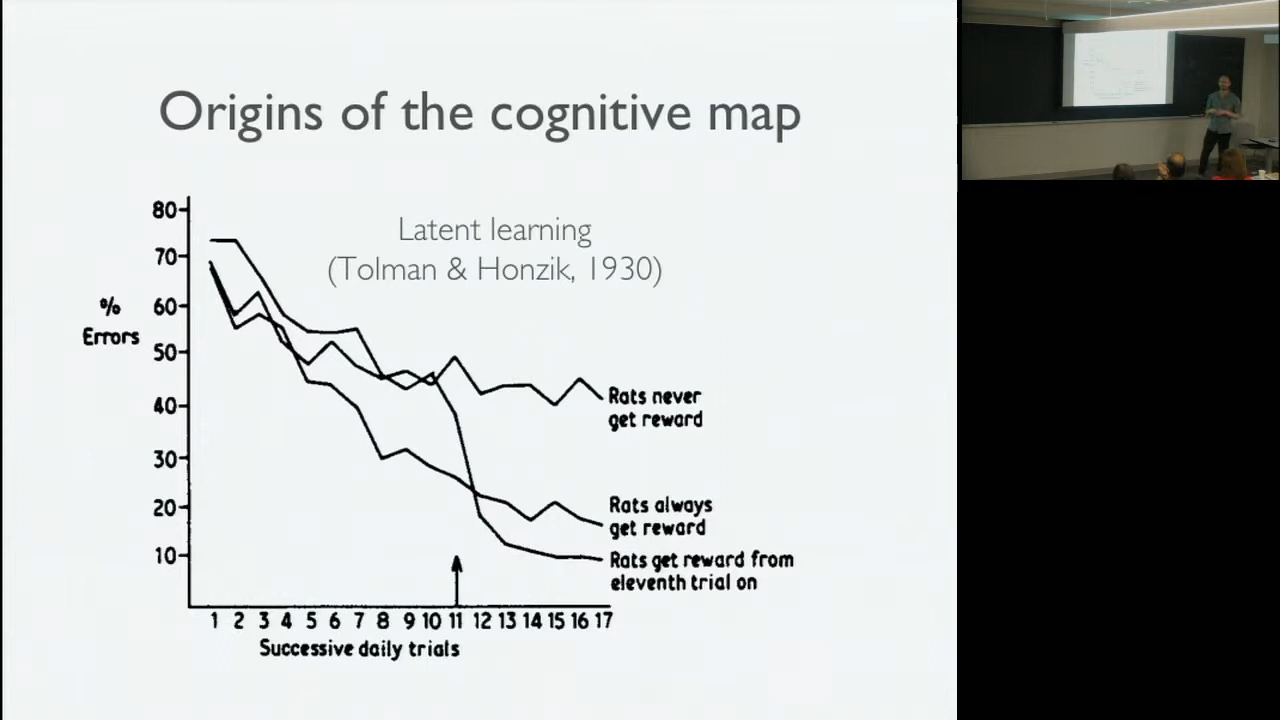 Origins of the cognitive map
Latent learning
(Tolman & Honzik, 1930)
80
70
60
50
40
30
20
10
%
Errors
Rats never
get reward
Rats always
get reward
Rats get reward from
eleventh trial on
1 2 3 4 5 6 7 8 9 10 11 12 13 14 15 16 17
Successive daily trials